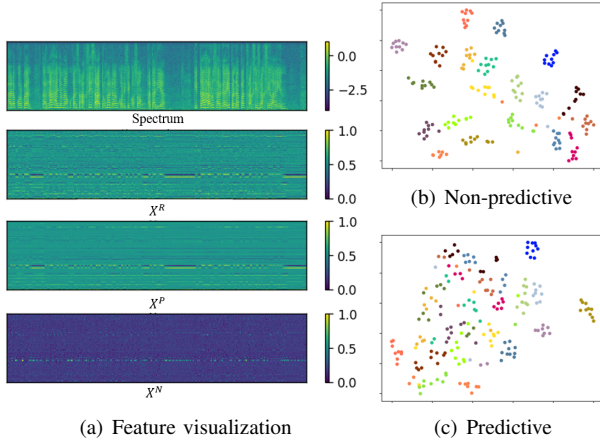 0.0
−2.5
Spectrum
1.0
0.5
0.0
X^R
1.0
0.5
0.0
X^P
1.0
0.5
0.0
X^N
(a) Feature visualization
(b) Non-predictive
(c) Predictive